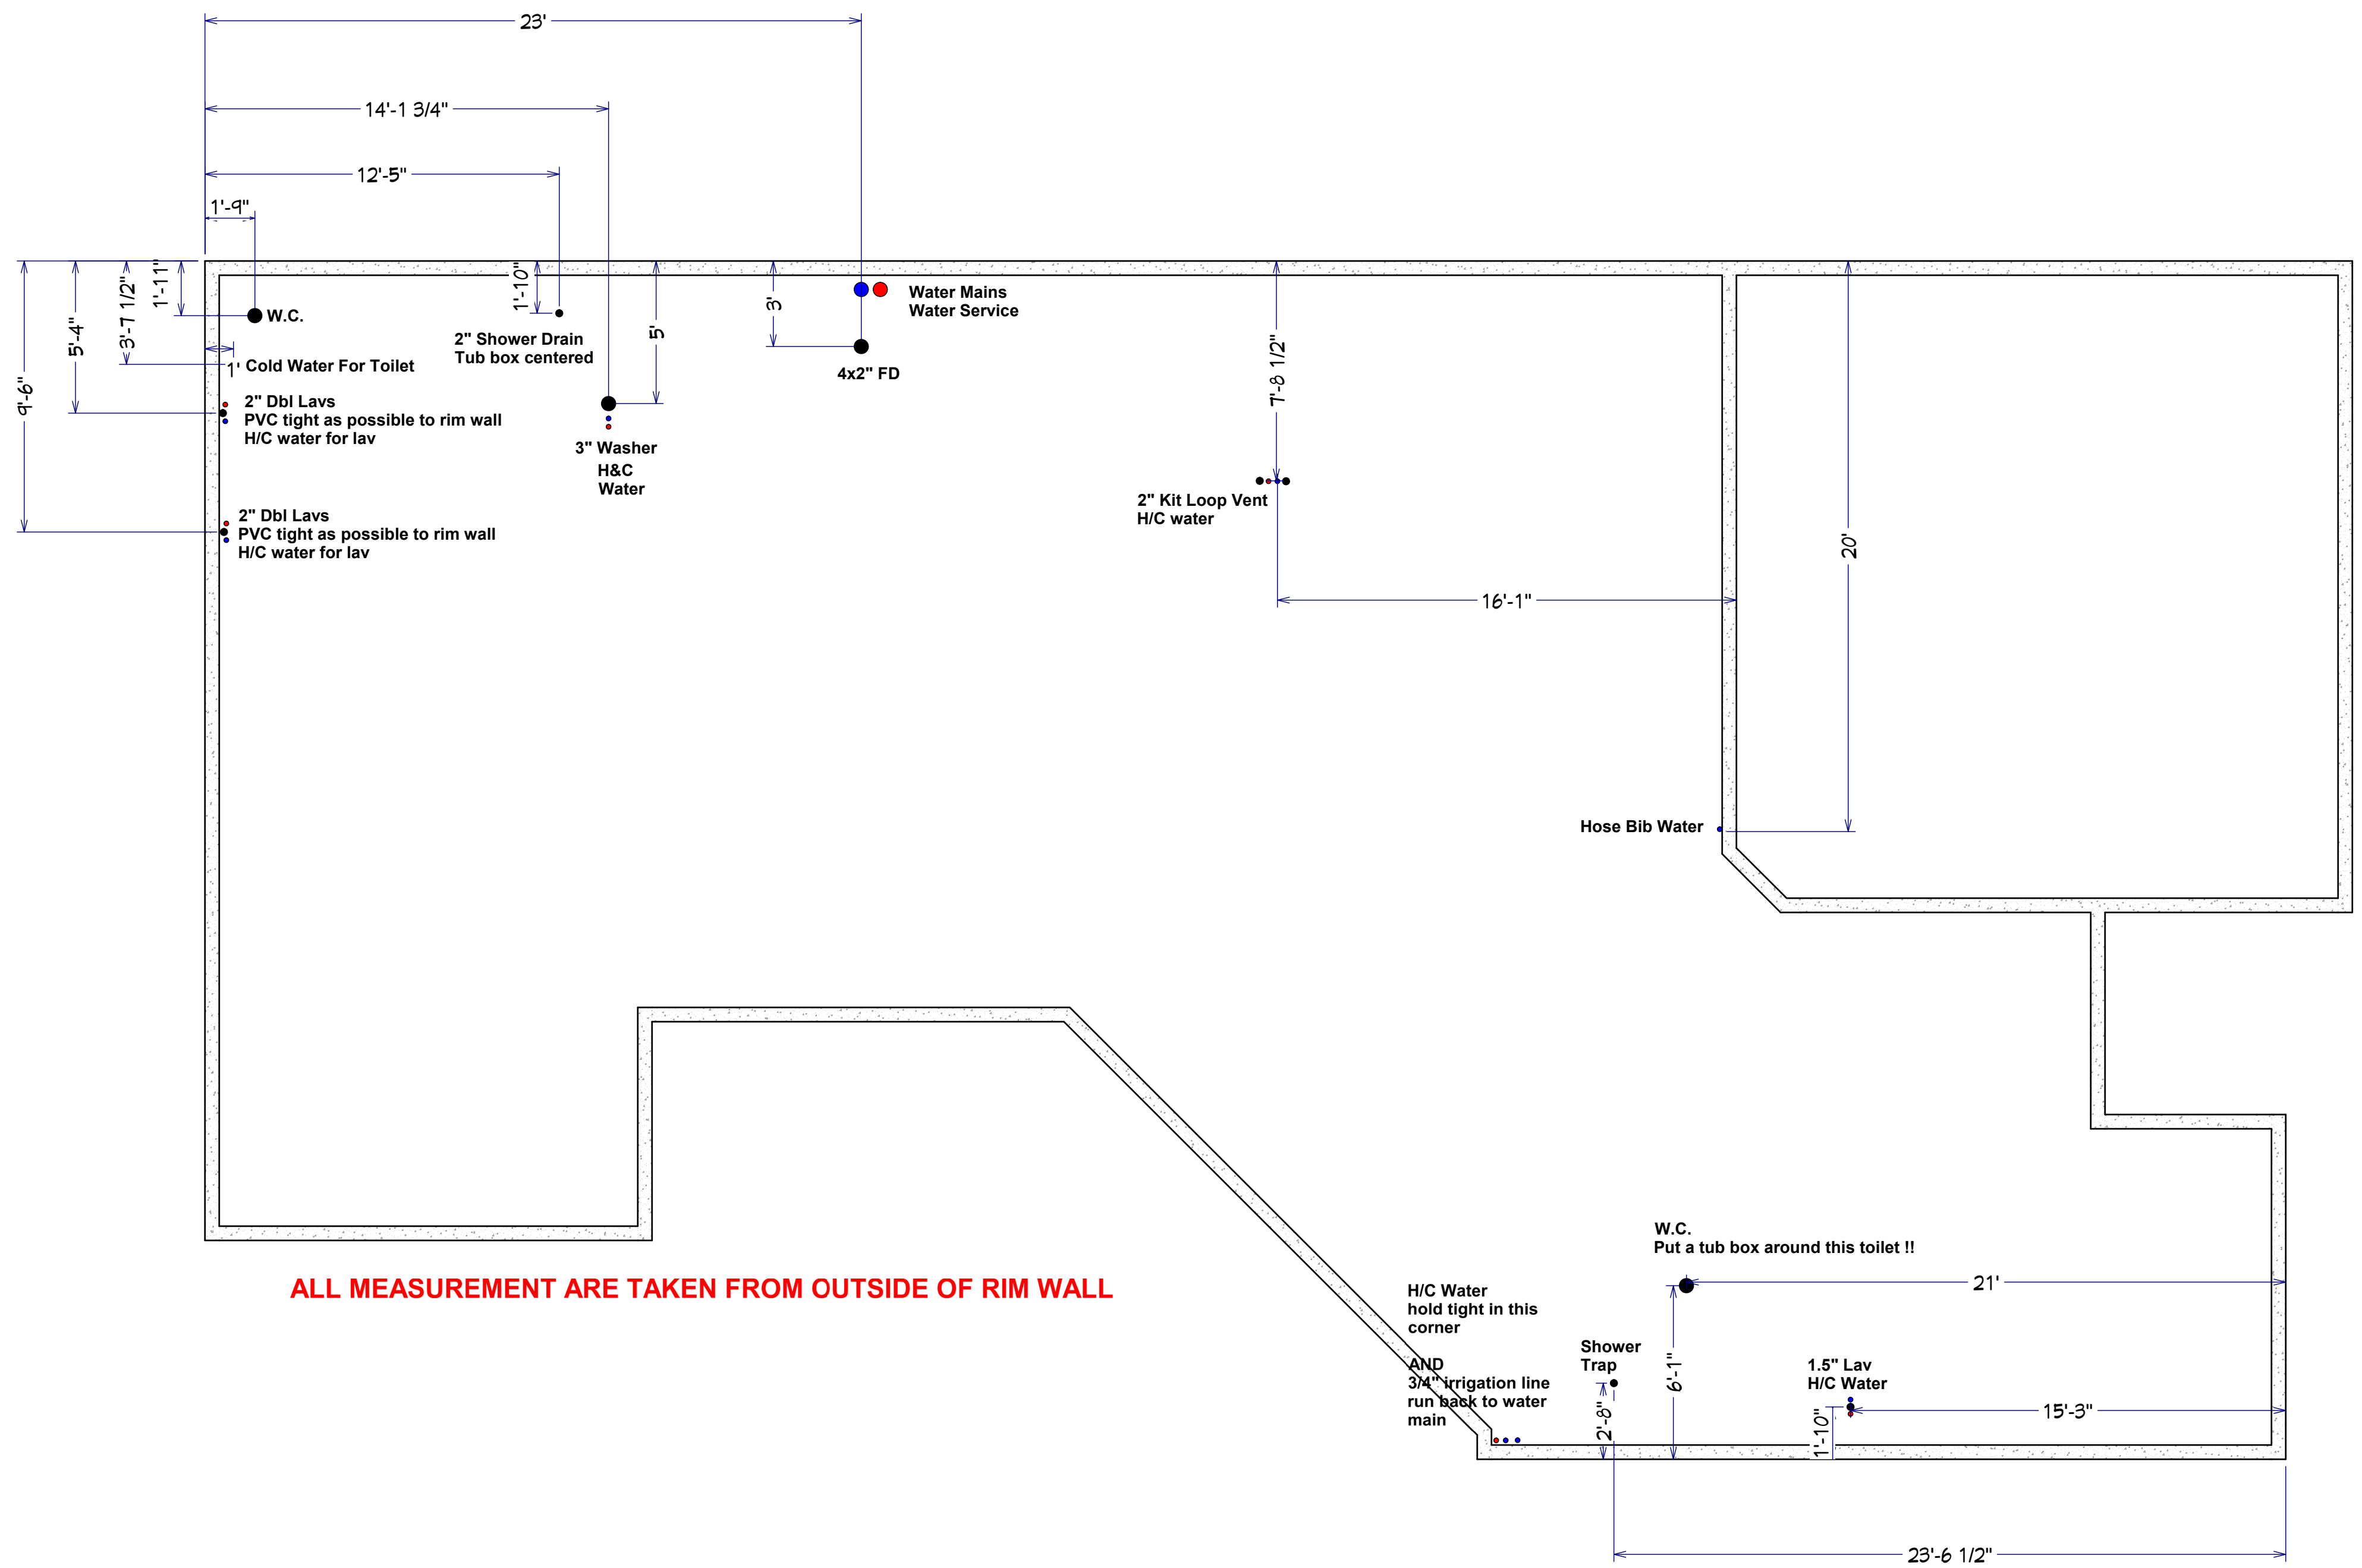 23'
14'-1 3/4"
12'-5"
1'-9"
1'-11"
3'-7 1/2"
5'-4"
9'-6"
1'-10"
5'
3'
7'-8 1/2"
20'
W.C.
Water Mains
Water Service
2" Shower Drain
Tub box centered
1'
Cold Water For Toilet
4x2" FD
2" Dbl Lavs
PVC tight as possible to rim wall
H/C water for lav
3" Washer
H&C
Water
2" Kit Loop Vent
H/C water
2" Dbl Lavs
PVC tight as possible to rim wall
H/C water for lav
16'-1"
Hose Bib Water
W.C.
Put a tub box around this toilet !!
ALL MEASUREMENT ARE TAKEN FROM OUTSIDE OF RIM WALL
21'
H/C Water
hold tight in this
corner
AND
3/4" irrigation line
run back to water
main
Shower
Trap
6'-1"
2'-8"
1.5" Lav
H/C Water
1'-10"
15'-3"
23'-6 1/2"